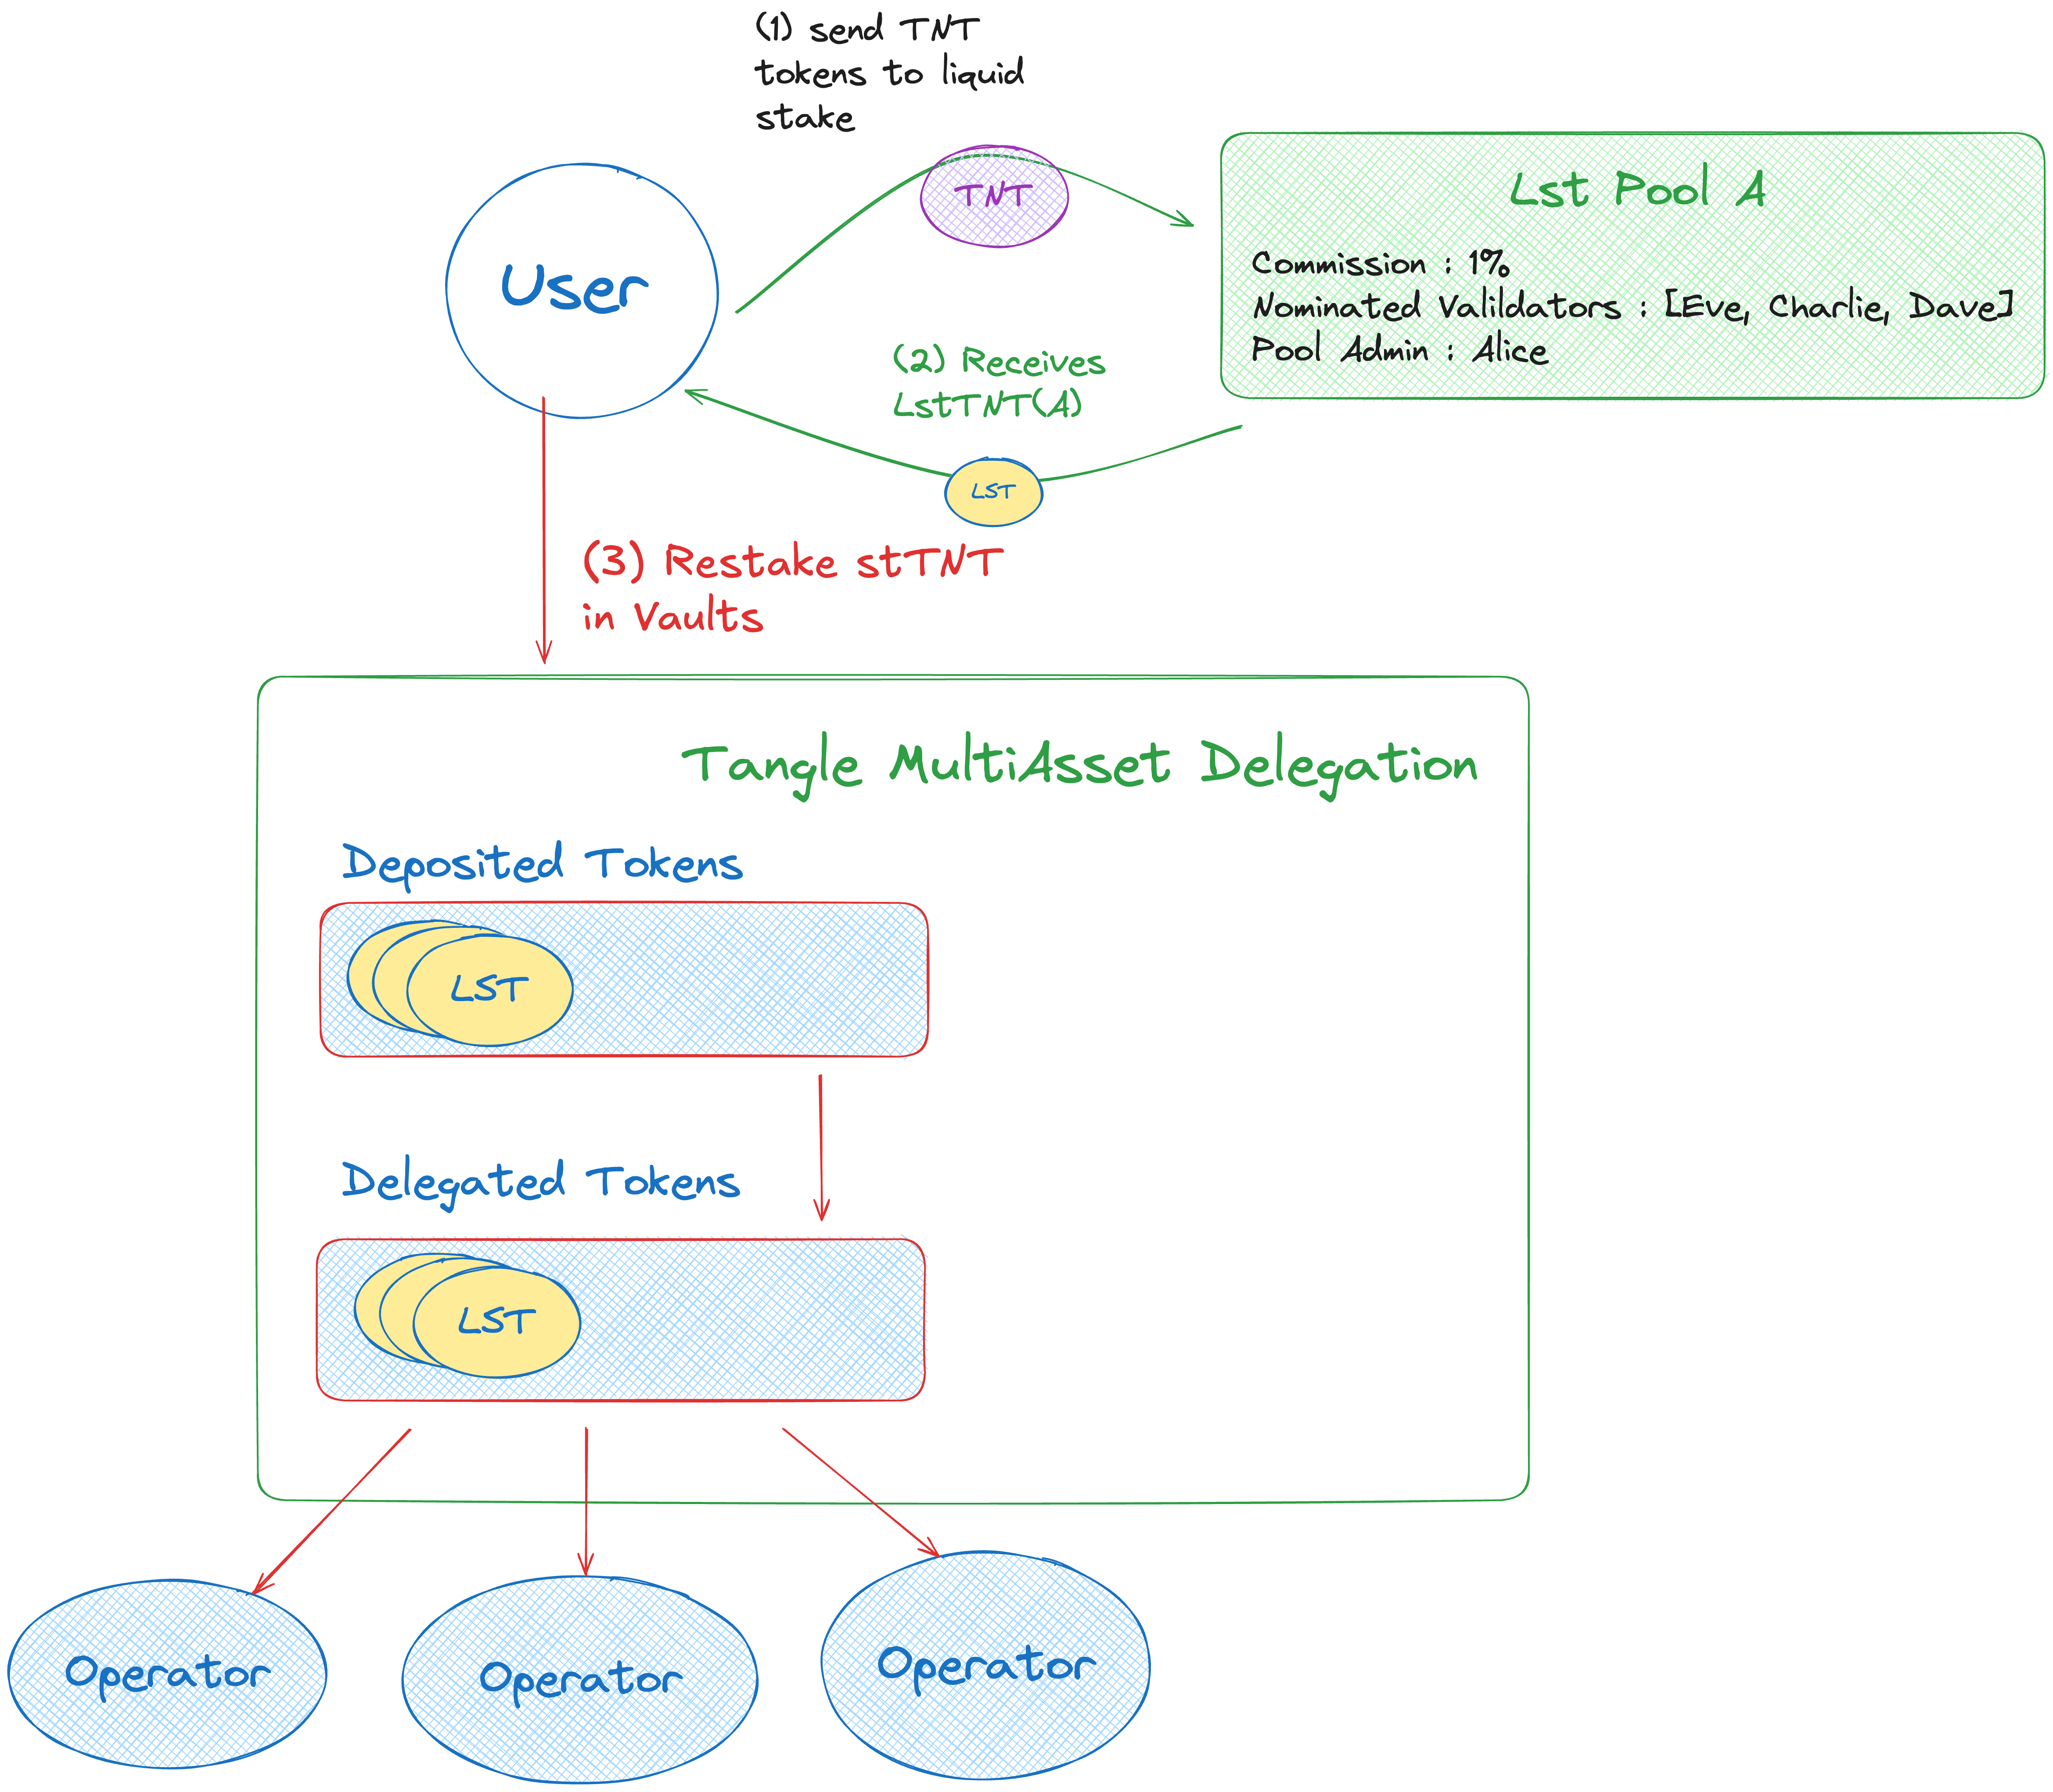 (1) send TNT
tokens to liquid
stake
TNT
Lst Pool A
Commission : 1%
Nominated Valildators : [Eve, Charlie, Dave]
Pool Admin : Alice
User
(2) Receives
LstTNT(A)
LST
(3) Restake stTNT
in Vaults
Tangle MultiAsset Delegation
Deposited Tokens
LST
Delegated Tokens
LST
Operator
Operator
Operator